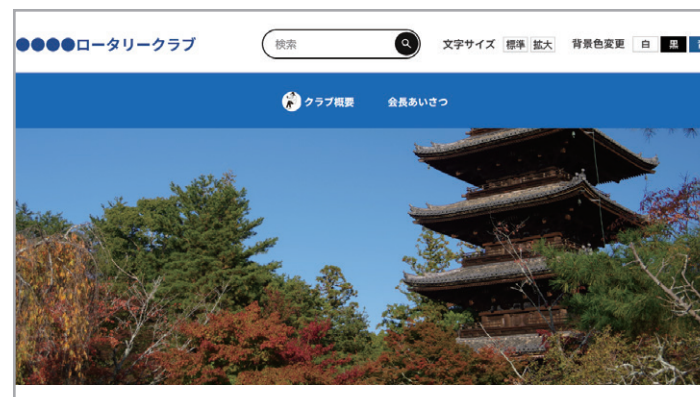 ●●●●ロータリークラブ
検索
文字サイズ 標準 拡大 背景色変更 白 黒
クラブ概要 会長あいさつ